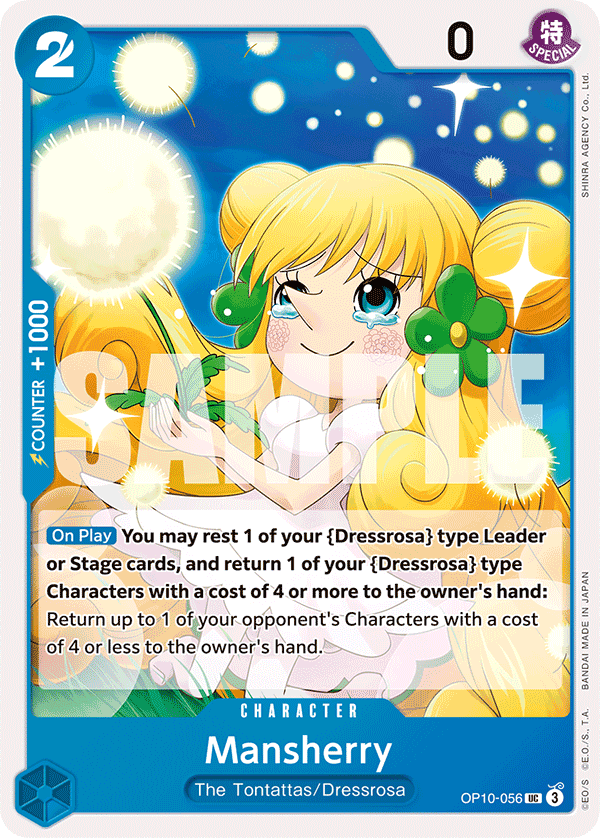 2
0
特
SPECIAL
SHINRA AGENCY Co., Ltd.
COUNTER +1000
SAMPLE
On Play You may rest 1 of your {Dressrosa} type Leader
or Stage cards, and return 1 of your {Dressrosa} type
Characters with a cost of 4 or more to the owner's hand:
Return up to 1 of your opponent's Characters with a cost
of 4 or less to the owner's hand.
CHARACTER
Mansherry
The Tontattas/Dressrosa
OP10-056 UC 3
©E.O./S., T.A. BANDAI MADE IN JAPAN
©EO/S